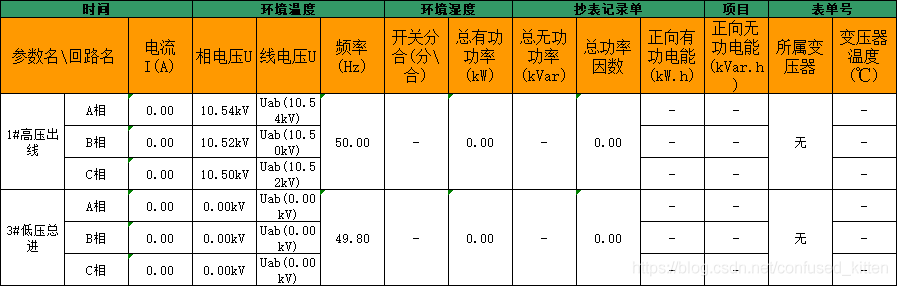 时间 环境温度 环境湿度 抄表记录单 项目 表单号
参数名\回路名 电流I(A) 相电压U 线电压U 频率(Hz) 开关分合(分\合) 总有功功率(kW) 总无功功率(kVar) 总功率因数 正向有功电能(kW.h) 正向无功电能(kVar.h) 所属变压器 变压器温度(℃)
1#高压出线 A相 0.00 10.54kV Uab(10.54kV) 50.00 - 0.00 - 0.00 - - 无 -
B相 0.00 10.52kV Uab(10.50kV) - - -
C相 0.00 10.50kV Uab(10.52kV) - - -
3#低压总进 A相 0.00 0.00kV Uab(0.00kV) 49.80 - 0.00 - 0.00 - - 无 -
B相 0.00 0.00kV Uab(0.00kV) - - -
C相 0.00 0.00kV Uab(0.00kV) - - -
https://blog.csdn.net/confused_kitten